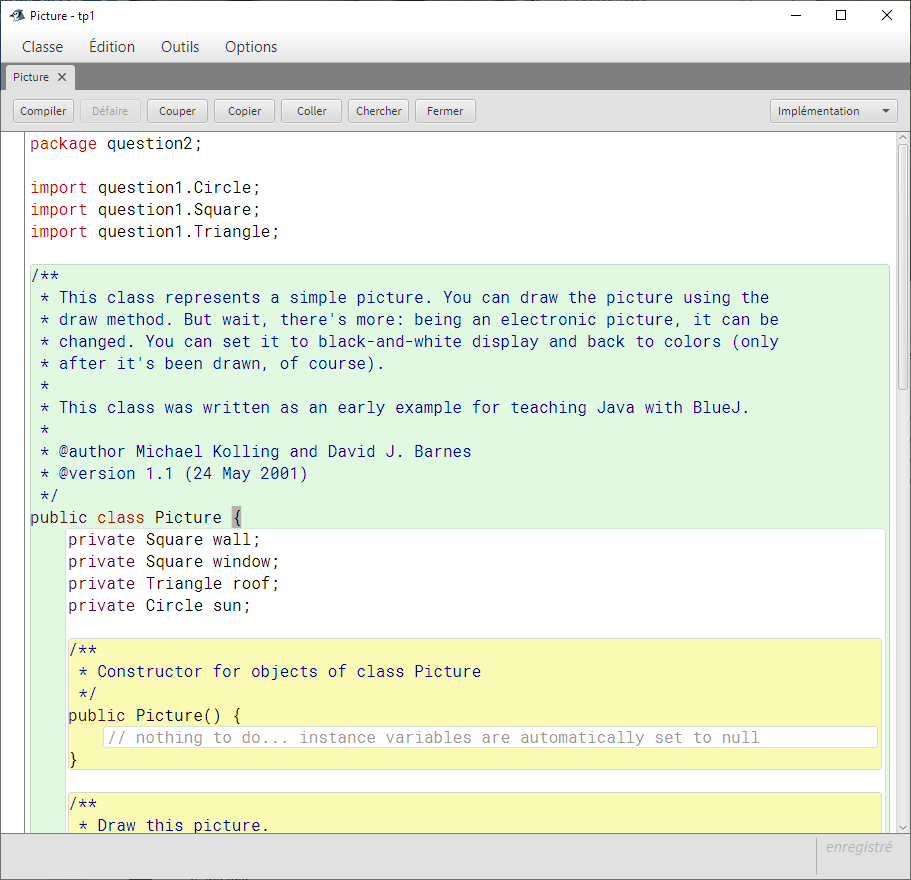 Picture - tp1
Classe Édition Outils Options
Picture
Compiler Défaire Couper Copier Coller Chercher Fermer Implémentation
package question2;
import question1.Circle;
import question1.Square;
import question1.Triangle;
/**
* This class represents a simple picture. You can draw the picture using the
* draw method. But wait, there's more: being an electronic picture, it can be
* changed. You can set it to black-and-white display and back to colors (only
* after it's been drawn, of course).
*
* This class was written as an early example for teaching Java with BlueJ.
*
* @author Michael Kolling and David J. Barnes
* @version 1.1 (24 May 2001)
*/
public class Picture {
private Square wall;
private Square window;
private Triangle roof;
private Circle sun;
/**
* Constructor for objects of class Picture
*/
public Picture() {
// nothing to do... instance variables are automatically set to null
}
/**
* Draw this picture.
enregistré